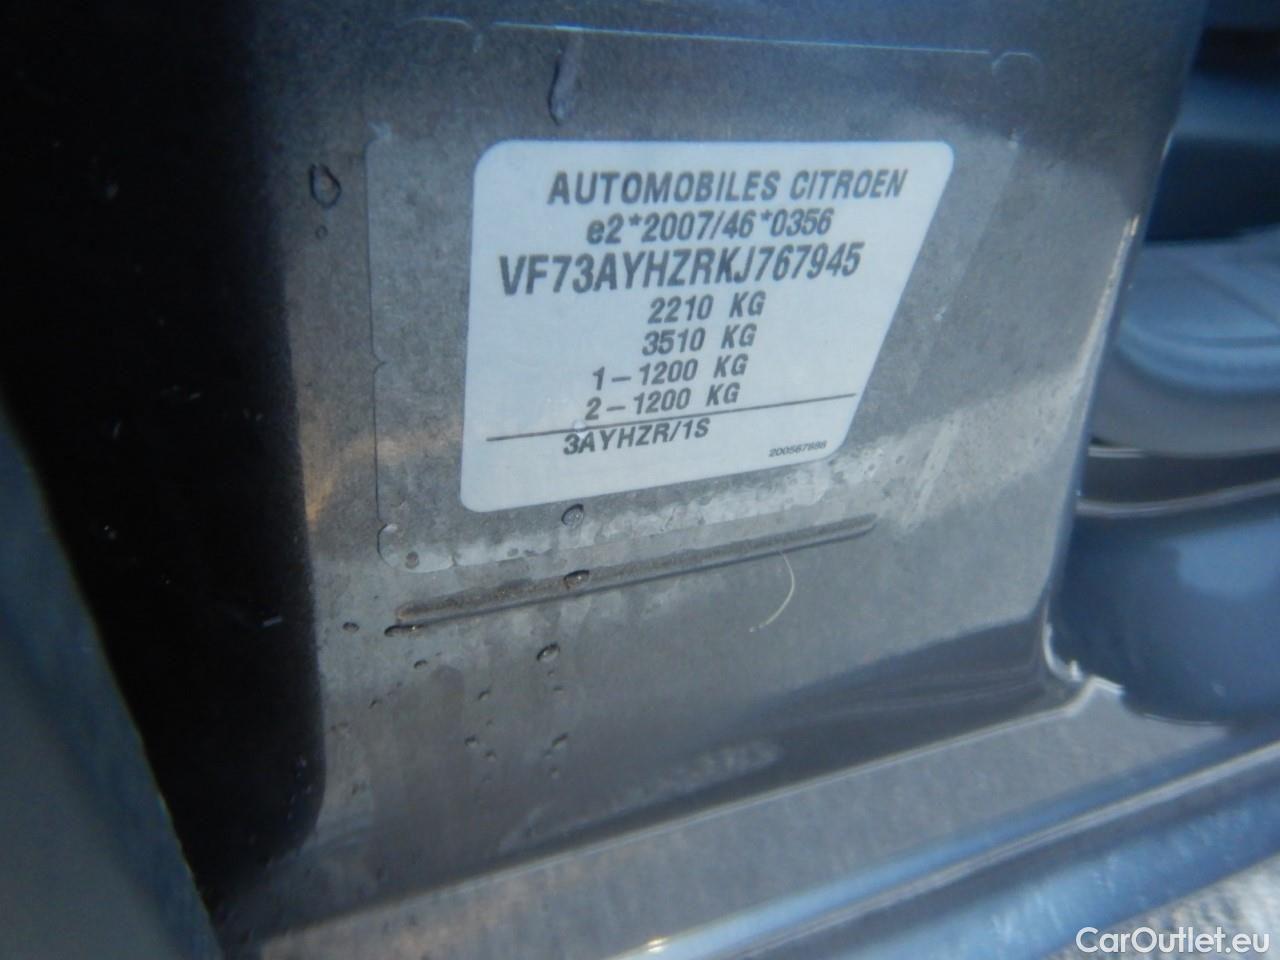 AUTOMOBILES CITROEN
e2*2007/46*0356
VF73AYHZRKJ767945
2210 KG
3510 KG
1-1200 KG
2-1200 KG
3AYHZR/1S
CarOutlet.eu